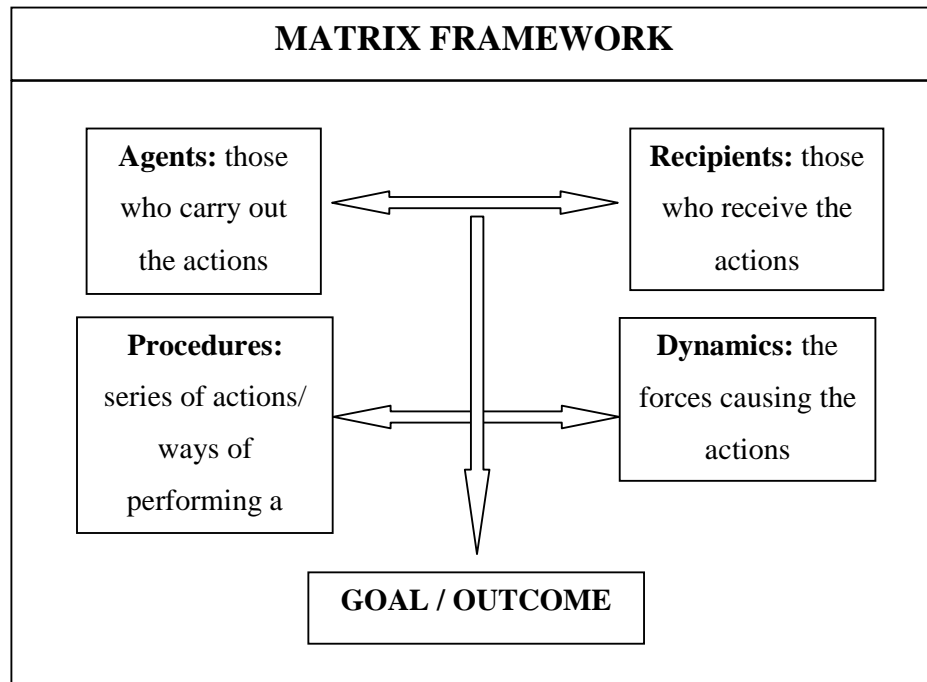 MATRIX FRAMEWORK
Agents: those
who carry out
the actions
Recipients: those
who receive the
actions
Procedures:
series of actions/
ways of
performing a
Dynamics: the
forces causing the
actions
GOAL / OUTCOME